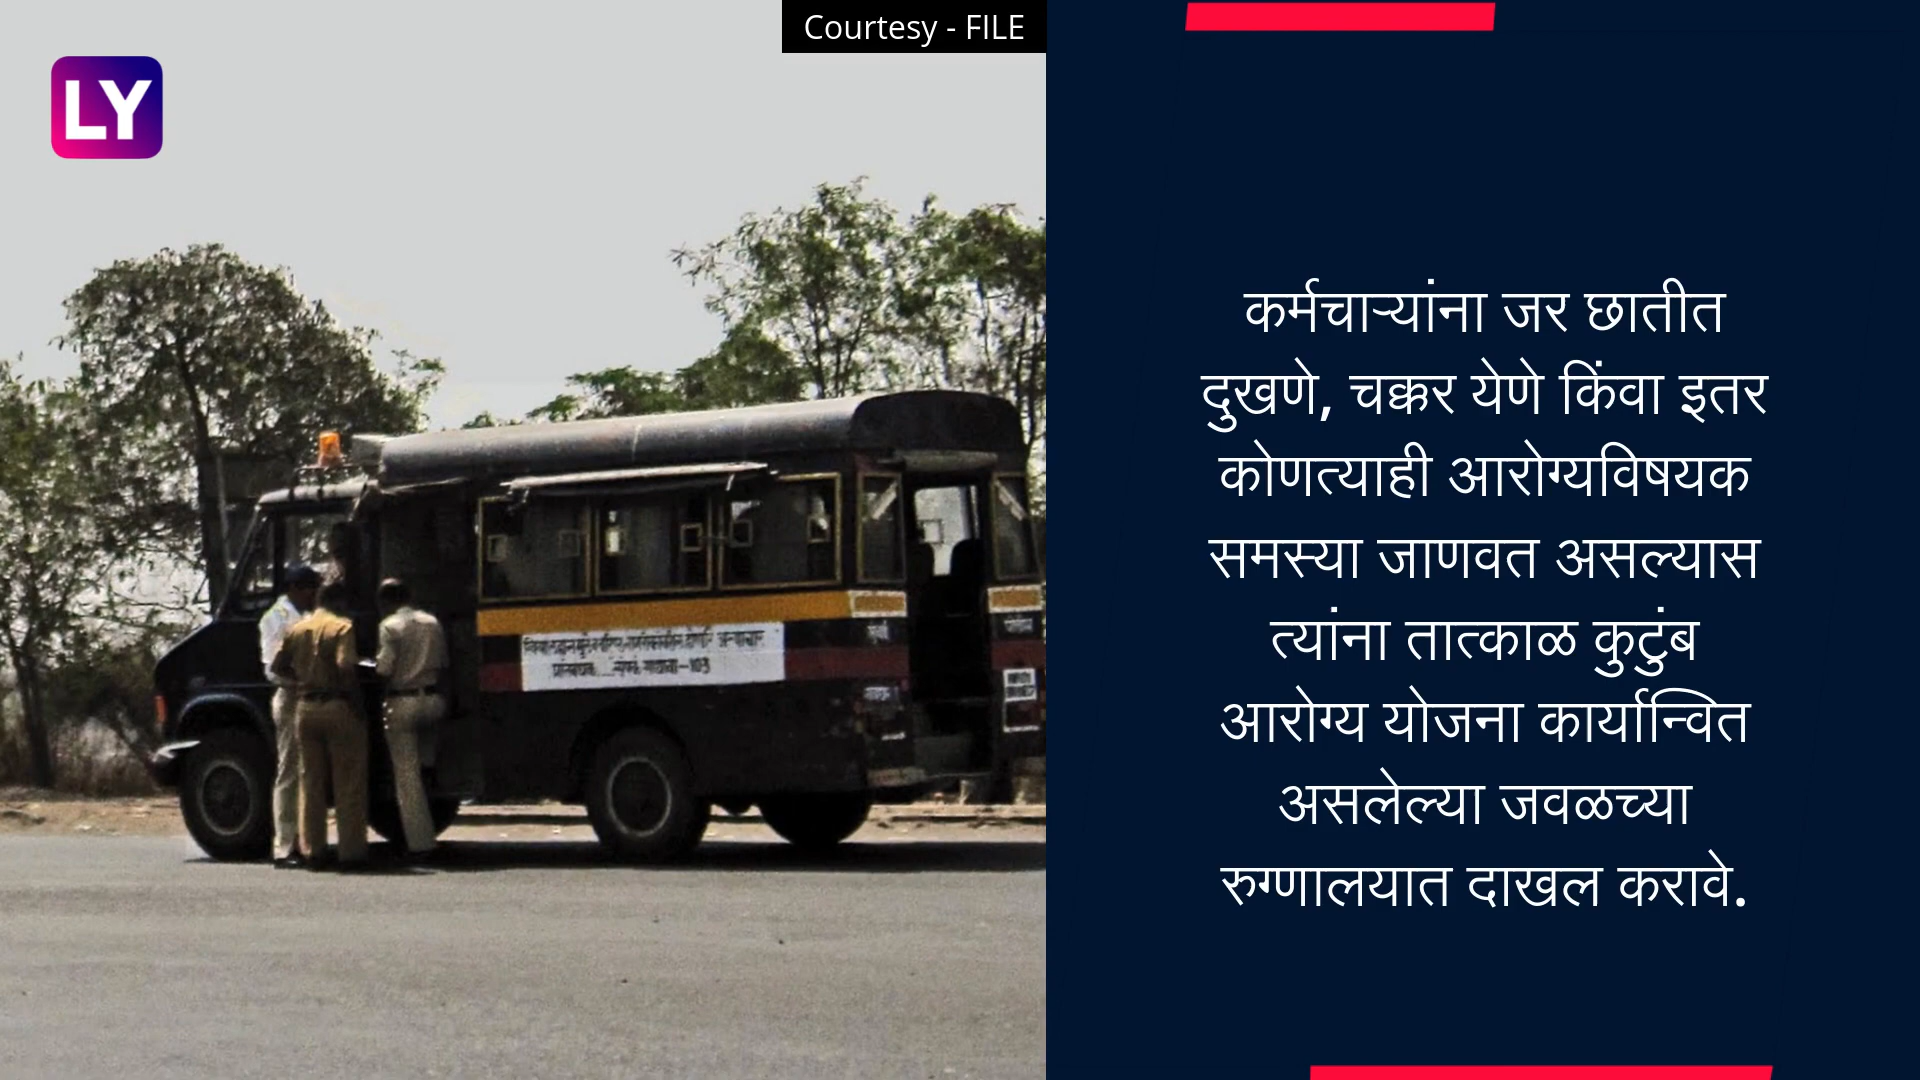 Courtesy - FILE
LY
कर्मचाऱ्यांना जर छातीत
दुखणे, चक्कर येणे किंवा इतर
कोणत्याही आरोग्यविषयक
समस्या जाणवत असल्यास
त्यांना तात्काळ कुटुंब
आरोग्य योजना कार्यान्वित
असलेल्या जवळच्या
रुग्णालयात दाखल करावे.